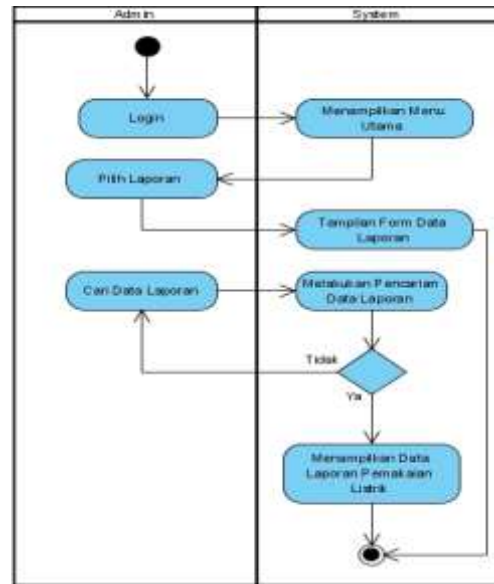 Admin
System
Login
Menampilkan Menu
Utama
Pilih Laporan
Tampilan Form Data
Laporan
Cari Data Laporan
Melakukan Pencarian
Data Laporan
Tidak
Ya
Menampilkan Data
Laporan Pemakaian
Listrik